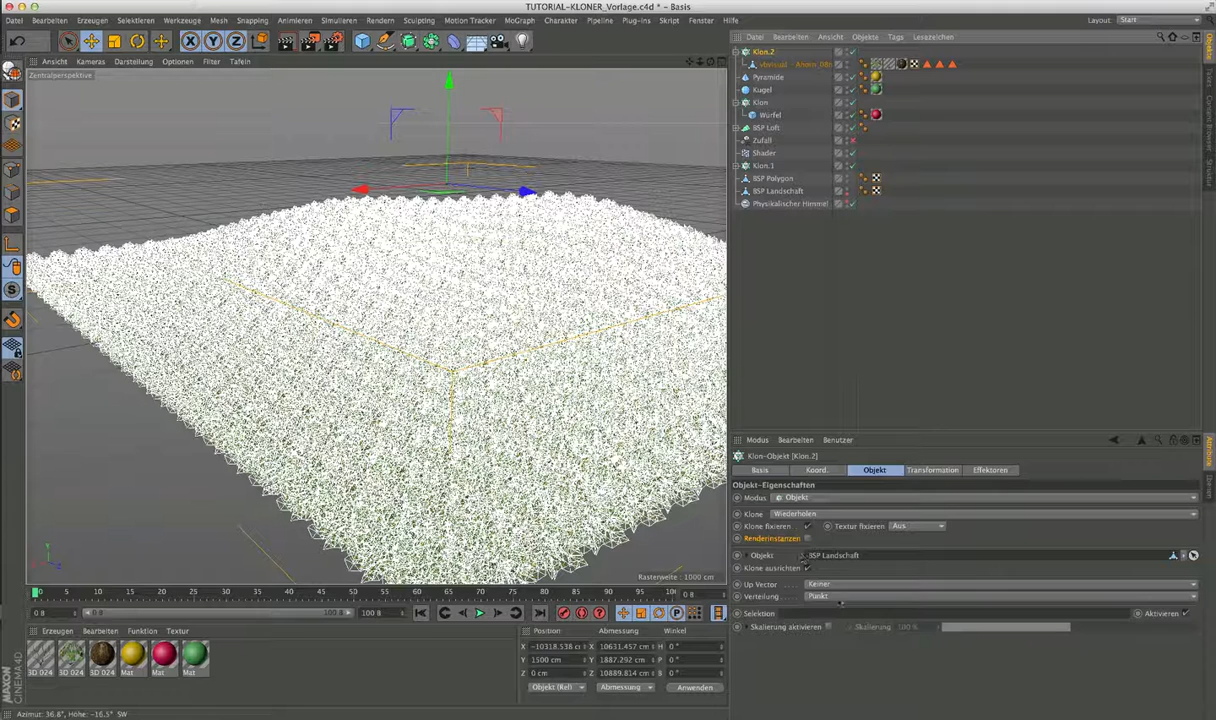 TUTORIAL-KLONER_Vorlage.c4d * - Basis
Datei Bearbeiten Erzeugen Selektieren Werkzeuge Mesh Snapping Animieren Simulieren Rendern Sculpting Motion Tracker MoGraph Charakter Pipeline Plug-ins Skript Fenster Hilfe
Layout: Start
Ansicht Kameras Darstellung Optionen Filter Tafeln
Zentralperspektive
Rasterweite : 1000 cm
Datei Bearbeiten Ansicht Objekte Tags Lesezeichen
Klon.2
Pyramide
Kugel
Klon
Würfel
BSP Loft
Zufall
Shader
Klon.1
BSP Polygon
BSP Landschaft
Physikalischer Himmel
Objekte
Content Browser
Struktur
Modus Bearbeiten Benutzer
Klon-Objekt [Klon.2]
Basis Koord. Objekt Transformation Effektoren
Objekt-Eigenschaften
Modus Objekt
Klone Wiederholen
Klone fixieren Textur fixieren Aus
Renderinstanzen
Objekt BSP Landschaft
Klone ausrichten
Up Vector Keiner
Verteilung Punkt
Selektion Aktivieren
Skalierung aktivieren Skalierung 100 %
Attribute
Ebenen
0 5 10 15 20 25 30 35 40 45 50 55 60 65 70 75 80 85 90 95 100 0 B
0 B 0 B 100 B 100 B
Erzeugen Bearbeiten Funktion Textur
3D 024 3D 024 3D 024 Mat Mat Mat
Position Abmessung Winkel
X -10318.538 cm X 10631.457 cm H 0 °
Y 1500 cm Y 1887.292 cm P 0 °
Z 0 cm Z 10889.814 cm B 0 °
Objekt (Rel) Abmessung Anwenden
MAXON CINEMA 4D
Azimut: 36.8°, Höhe: -16.5° SW